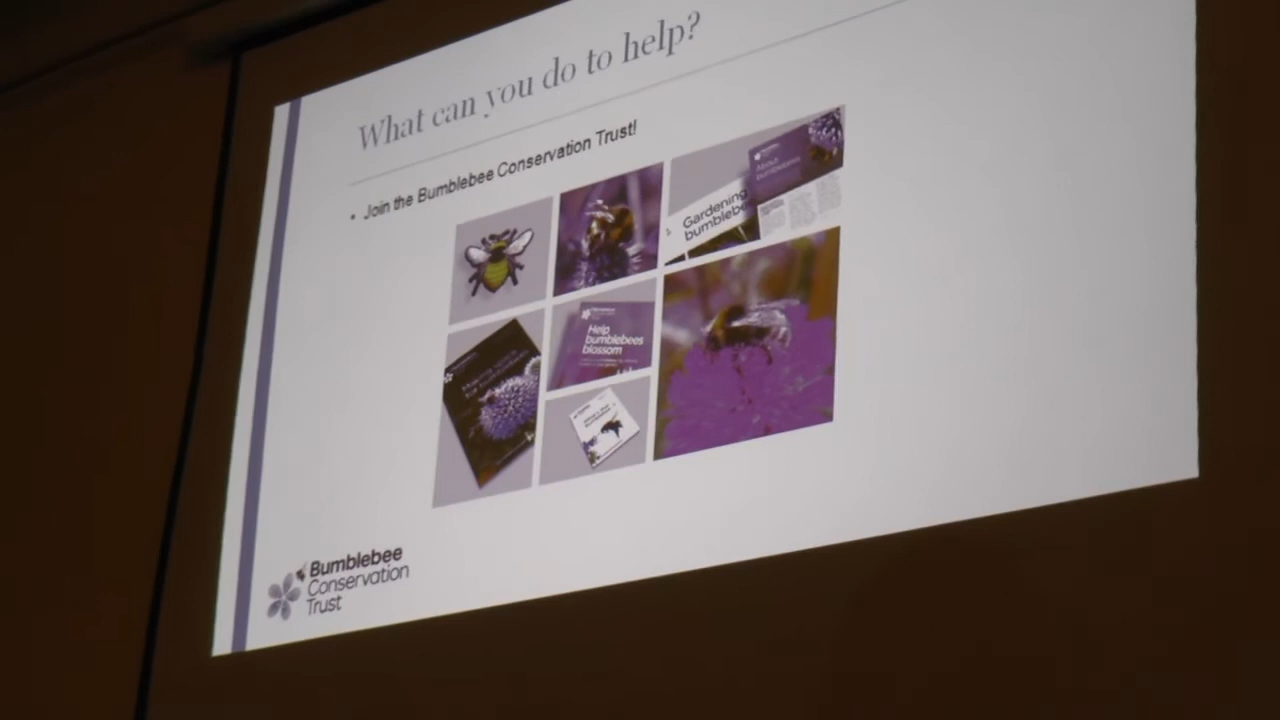 What can you do to help?
• Join the Bumblebee Conservation Trust!
About
bumblebees
Gardening
bumblebe
Help
bumblebees
blossom
Bumblebee
Conservation
Trust